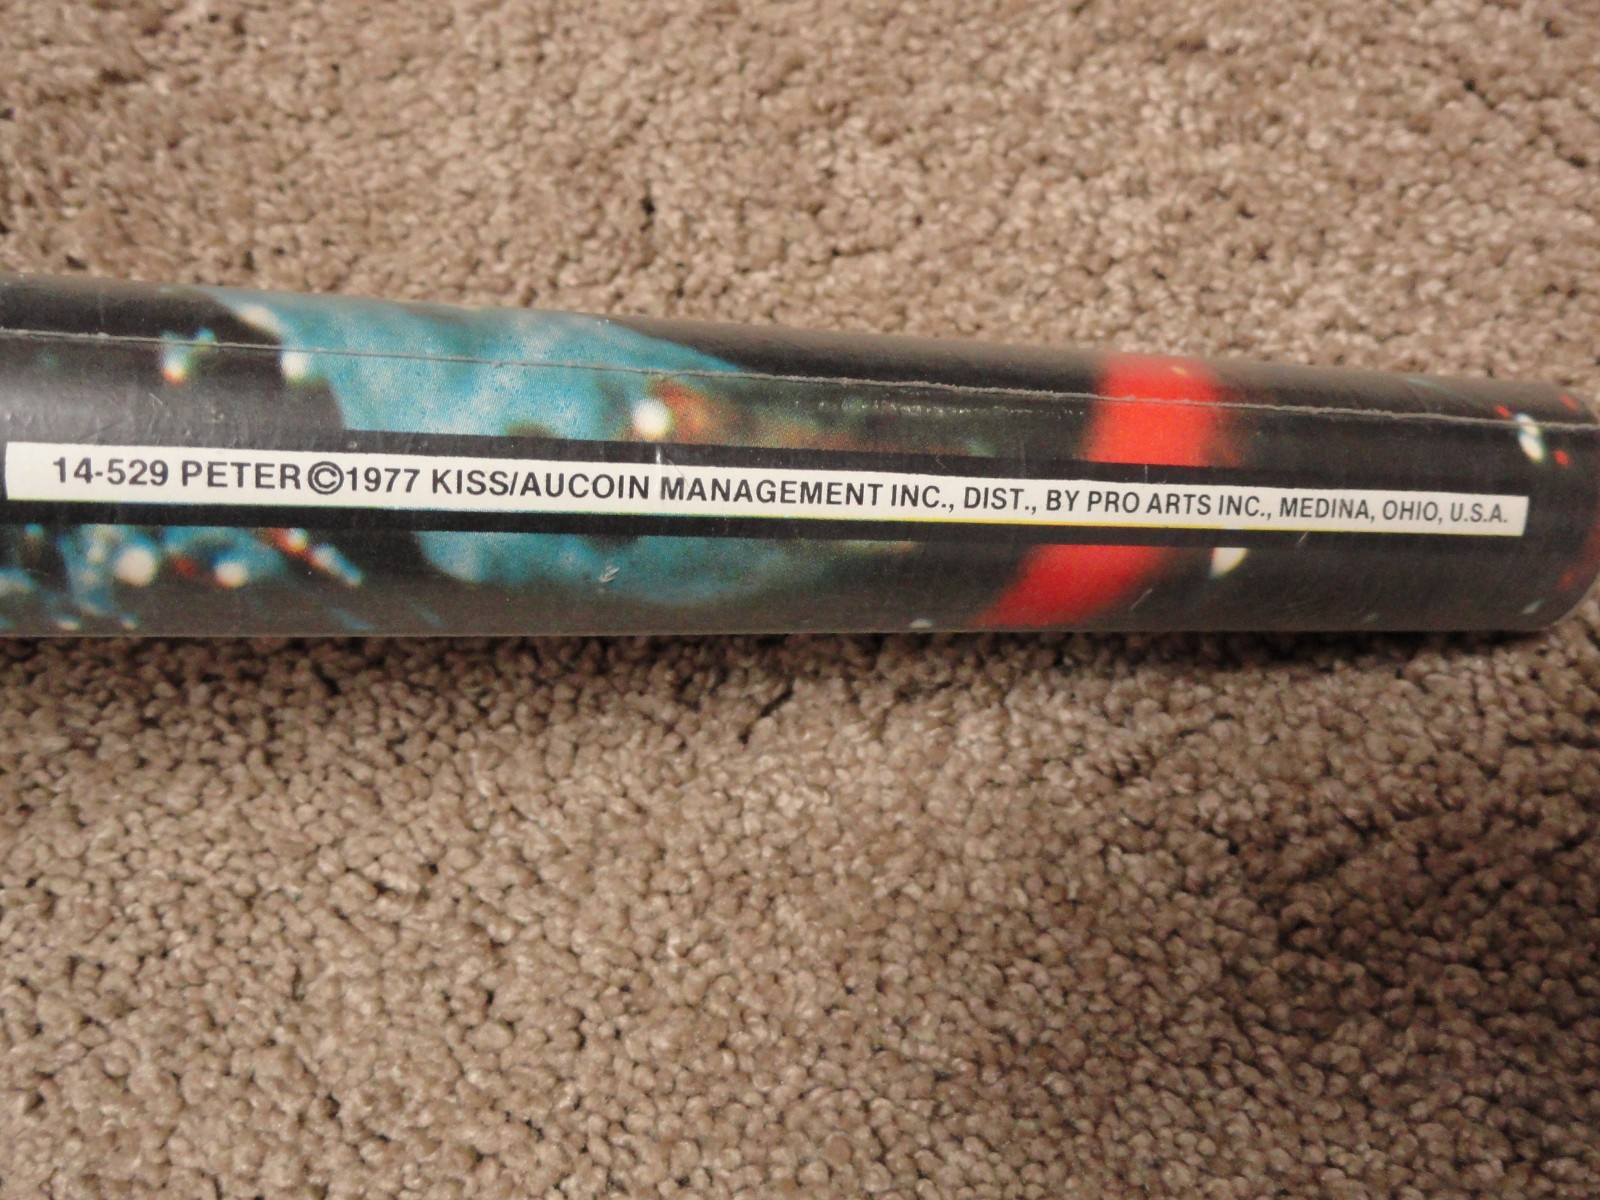 14-529 PETER©1977 KISS/AUCOIN MANAGEMENT INC., DIST., BY PRO ARTS INC., MEDINA, OHIO, U.S.A.